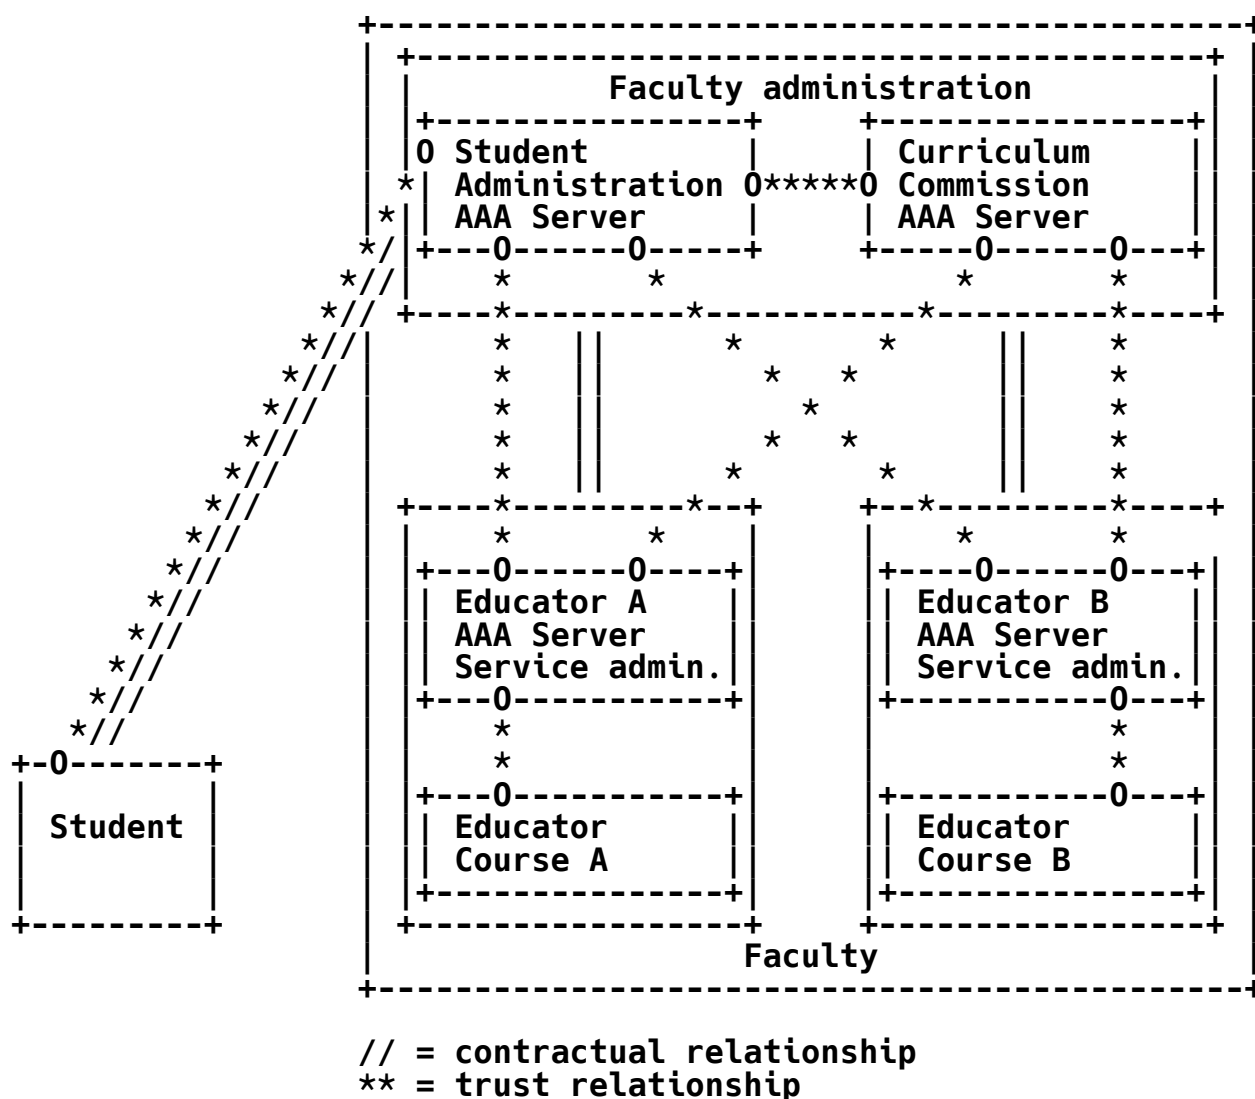 Faculty administration
O Student
Administration O*****O
AAA Server
Curriculum
Commission
AAA Server
Educator A
AAA Server
Service admin.
Educator B
AAA Server
Service admin.
Student
Educator
Course A
Educator
Course B
Faculty
// = contractual relationship
** = trust relationship